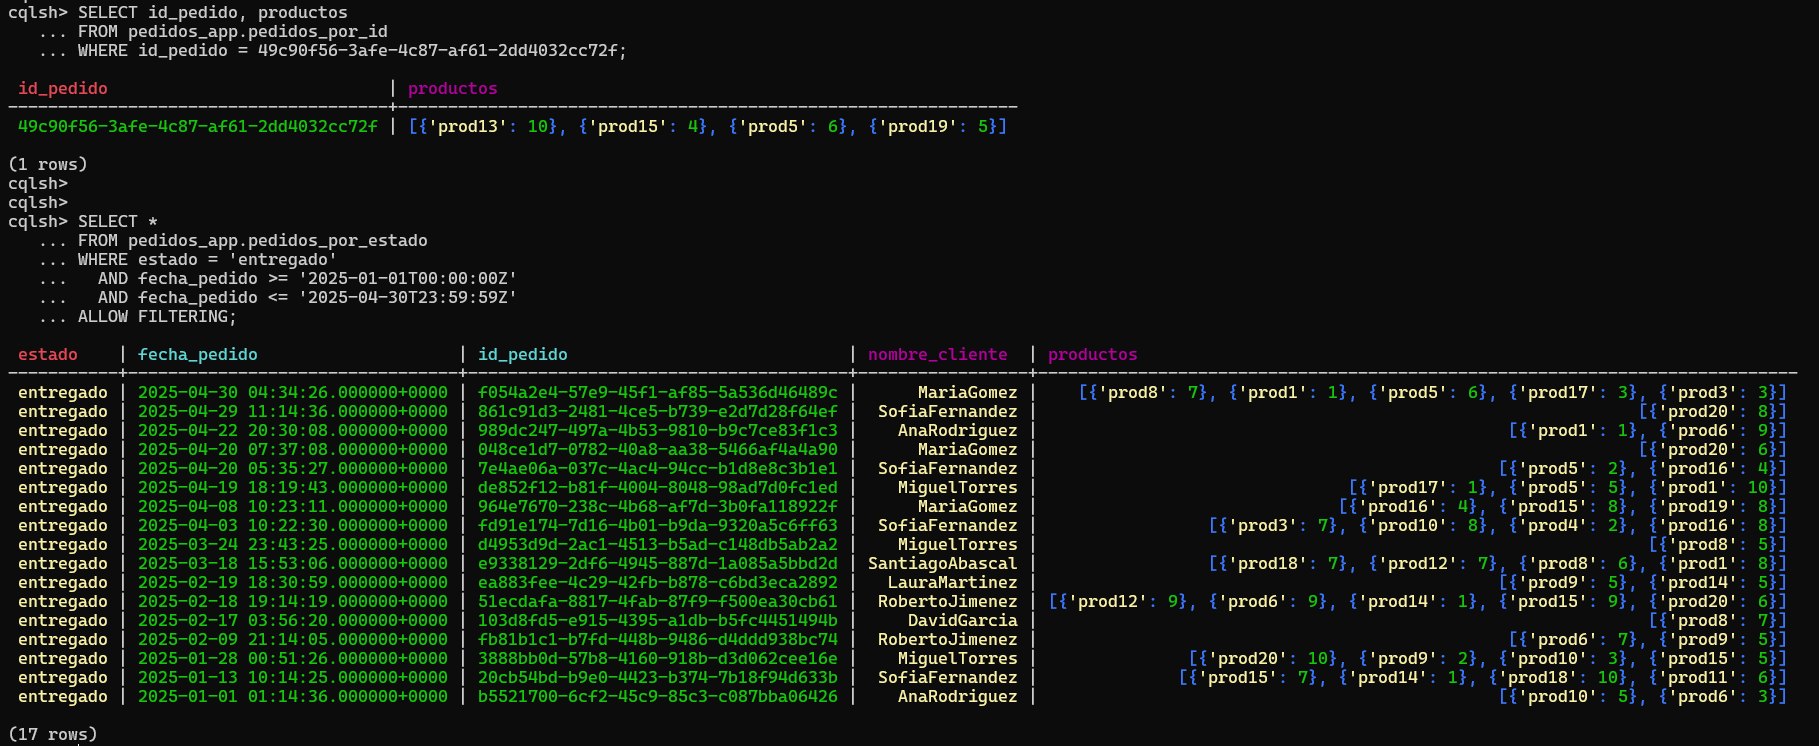 cqlsh> SELECT id_pedido, productos
   ... FROM pedidos_app.pedidos_por_id
   ... WHERE id_pedido = 49c90f56-3afe-4c87-af61-2dd4032cc72f;
 id_pedido                            | productos
--------------------------------------+--------------------------------------------------------------
 49c90f56-3afe-4c87-af61-2dd4032cc72f | [{'prod13': 10}, {'prod15': 4}, {'prod5': 6}, {'prod19': 5}]
(1 rows)
cqlsh>
cqlsh>
cqlsh> SELECT *
   ... FROM pedidos_app.pedidos_por_estado
   ... WHERE estado = 'entregado'
   ...   AND fecha_pedido >= '2025-01-01T00:00:00Z'
   ...   AND fecha_pedido <= '2025-04-30T23:59:59Z'
   ... ALLOW FILTERING;
 estado    | fecha_pedido                    | id_pedido                            | nombre_cliente  | productos
-----------+---------------------------------+--------------------------------------+-----------------+----------------------------------------------------------------------------
 entregado | 2025-04-30 04:34:26.000000+0000 | f054a2e4-57e9-45f1-af85-5a536d46489c |      MariaGomez | [{'prod8': 7}, {'prod1': 1}, {'prod5': 6}, {'prod17': 3}, {'prod3': 3}]
 entregado | 2025-04-29 11:14:36.000000+0000 | 861c91d3-2481-4ce5-b739-e2d7d28f64ef |  SofiaFernandez | [{'prod20': 8}]
 entregado | 2025-04-22 20:30:08.000000+0000 | 989dc247-497a-4b53-9810-b9c7ce83f1c3 |    AnaRodriguez | [{'prod1': 1}, {'prod6': 9}]
 entregado | 2025-04-20 07:37:08.000000+0000 | 048ce1d7-0782-40a8-aa38-5466af4a4a90 |      MariaGomez | [{'prod20': 6}]
 entregado | 2025-04-20 05:35:27.000000+0000 | 7e4ae06a-037c-4ac4-94cc-b1d8e8c3b1e1 |  SofiaFernandez | [{'prod5': 2}, {'prod16': 4}]
 entregado | 2025-04-19 18:19:43.000000+0000 | de852f12-b81f-4004-8048-98ad7d0fc1ed |    MiguelTorres | [{'prod17': 1}, {'prod5': 5}, {'prod1': 10}]
 entregado | 2025-04-08 10:23:11.000000+0000 | 964e7670-238c-4b68-af7d-3b0fa118922f |      MariaGomez | [{'prod16': 4}, {'prod15': 8}, {'prod19': 8}]
 entregado | 2025-04-03 10:22:30.000000+0000 | fd91e174-7d16-4b01-b9da-9320a5c6ff63 |  SofiaFernandez | [{'prod3': 7}, {'prod10': 8}, {'prod4': 2}, {'prod16': 8}]
 entregado | 2025-03-24 23:43:25.000000+0000 | d4953d9d-2ac1-4513-b5ad-c148db5ab2a2 |    MiguelTorres | [{'prod8': 5}]
 entregado | 2025-03-18 15:53:06.000000+0000 | e9338129-2df6-4945-887d-1a085a5bbd2d | SantiagoAbascal | [{'prod18': 7}, {'prod12': 7}, {'prod8': 6}, {'prod1': 8}]
 entregado | 2025-02-19 18:30:59.000000+0000 | ea883fee-4c29-42fb-b878-c6bd3eca2892 |   LauraMartinez | [{'prod9': 5}, {'prod14': 5}]
 entregado | 2025-02-18 19:14:19.000000+0000 | 51ecdafa-8817-4fab-87f9-f500ea30cb61 |  RobertoJimenez | [{'prod12': 9}, {'prod6': 9}, {'prod14': 1}, {'prod15': 9}, {'prod20': 6}]
 entregado | 2025-02-17 03:56:20.000000+0000 | 103d8fd5-e915-4395-a1db-b5fc4451494b |     DavidGarcia | [{'prod8': 7}]
 entregado | 2025-02-09 21:14:05.000000+0000 | fb81b1c1-b7fd-448b-9486-d4ddd938bc74 |  RobertoJimenez | [{'prod6': 7}, {'prod9': 5}]
 entregado | 2025-01-28 00:51:26.000000+0000 | 3888bb0d-57b8-4160-918b-d3d062cee16e |    MiguelTorres | [{'prod20': 10}, {'prod9': 2}, {'prod10': 3}, {'prod15': 5}]
 entregado | 2025-01-13 10:14:25.000000+0000 | 20cb54bd-b9e0-4423-b374-7b18f94d633b |  SofiaFernandez | [{'prod15': 7}, {'prod14': 1}, {'prod18': 10}, {'prod11': 6}]
 entregado | 2025-01-01 01:14:36.000000+0000 | b5521700-6cf2-45c9-85c3-c087bba06426 |    AnaRodriguez | [{'prod10': 5}, {'prod6': 3}]
(17 rows)